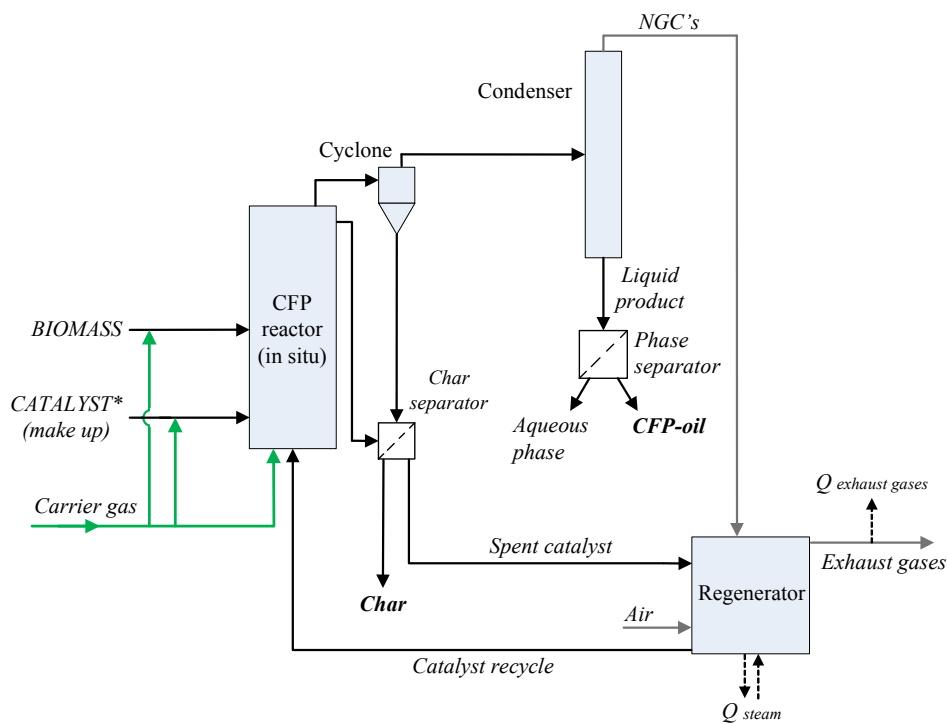 NGC's
Condenser
Cyclone
Liquid
product
CFP
reactor
(in situ)
BIOMASS
Phase
separator
Char
separator
CATALYST*
(make up)
Aqueous
phase
CFP-oil
Carrier gas
Q exhaust gases
Spent catalyst
Exhaust gases
Regenerator
Char
Air
Catalyst recycle
Q steam